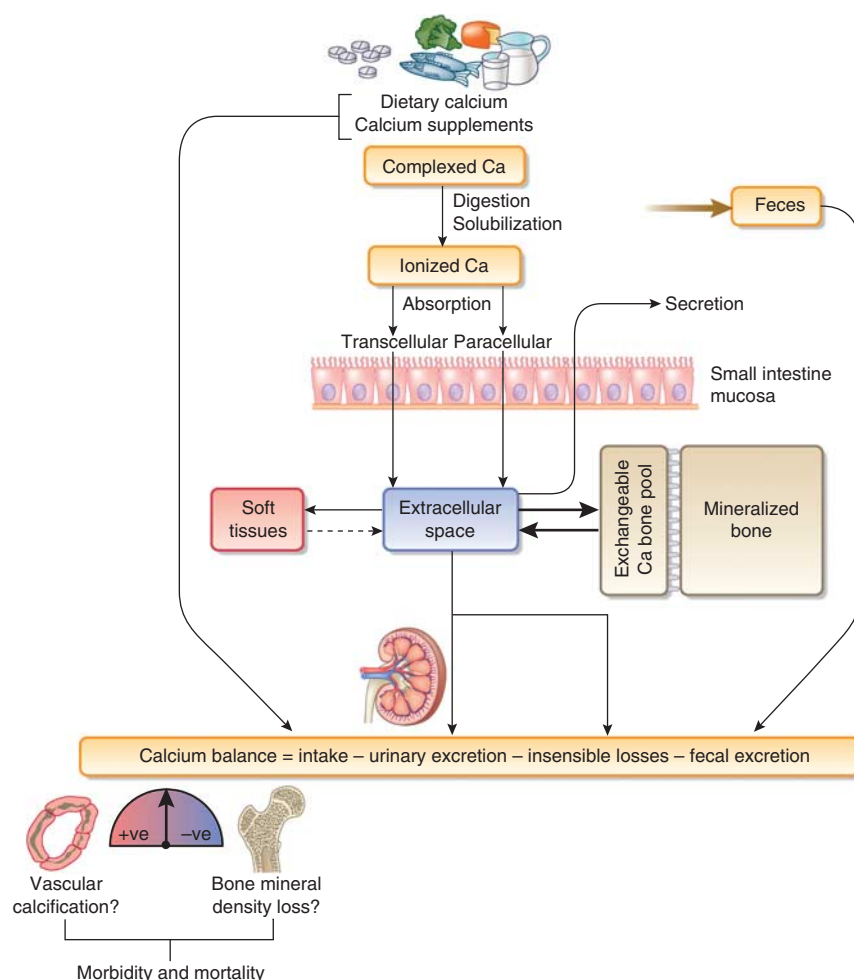 Dietary calcium
Calcium supplements
Complexed Ca
Digestion
Solubilization
Feces
Ionized Ca
Absorption
Secretion
Transcellular Paracellular
Small intestine
mucosa
Soft
tissues
Extracellular
space
Exchangeable
Ca bone pool
Mineralized
bone
Calcium balance = intake – urinary excretion – insensible losses – fecal excretion
+ve
–ve
Vascular
calcification?
Bone mineral
density loss?
Morbidity and mortality